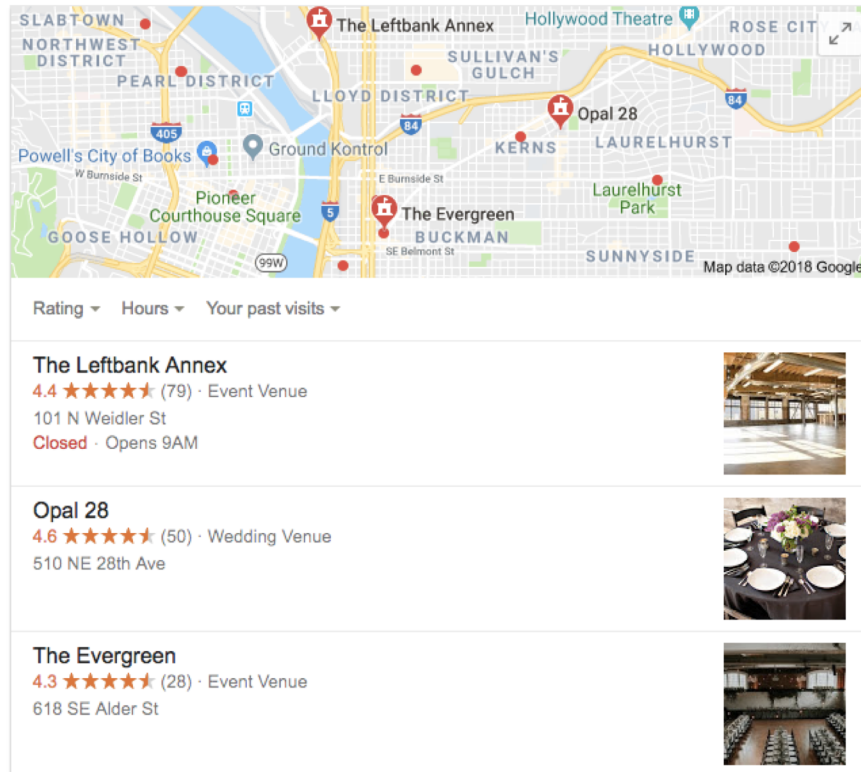 SLABTOWN
The Leftbank Annex
Hollywood Theatre
ROSE CITY
NORTHWEST
DISTRICT
HOLLYWOOD
SULLIVAN'S
GULCH
PEARL DISTRICT
LLOYD DISTRICT
84
Opal 28
405
84
Powell's City of Books
Ground Kontrol
KERNS
LAURELHURST
W Burnside St
E Burnside St
Pioneer
Courthouse Square
Laurelhurst
Park
5
The Evergreen
GOOSE HOLLOW
BUCKMAN
SE Belmont St
SUNNYSIDE
99W
Map data ©2018 Google
Rating
Hours
Your past visits
The Leftbank Annex
4.4 (79) · Event Venue
101 N Weidler St
Closed · Opens 9AM
Opal 28
4.6 (50) · Wedding Venue
510 NE 28th Ave
The Evergreen
4.3 (28) · Event Venue
618 SE Alder St